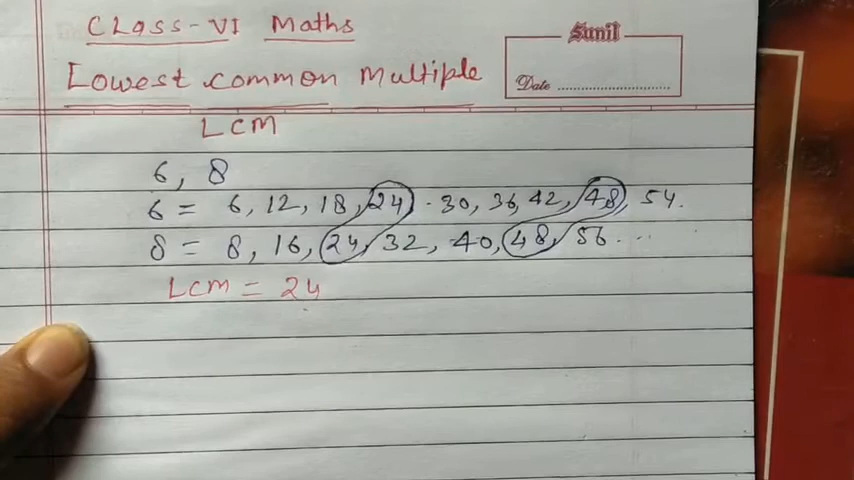 CLass-VI Maths
Sunil
Lowest common Multiple
Date ..............................
LCM
6, 8
6 = 6, 12, 18, 24, 30, 36, 42, 48, 54.
8 = 8, 16, 24, 32, 40, 48, 56....
LCM = 24